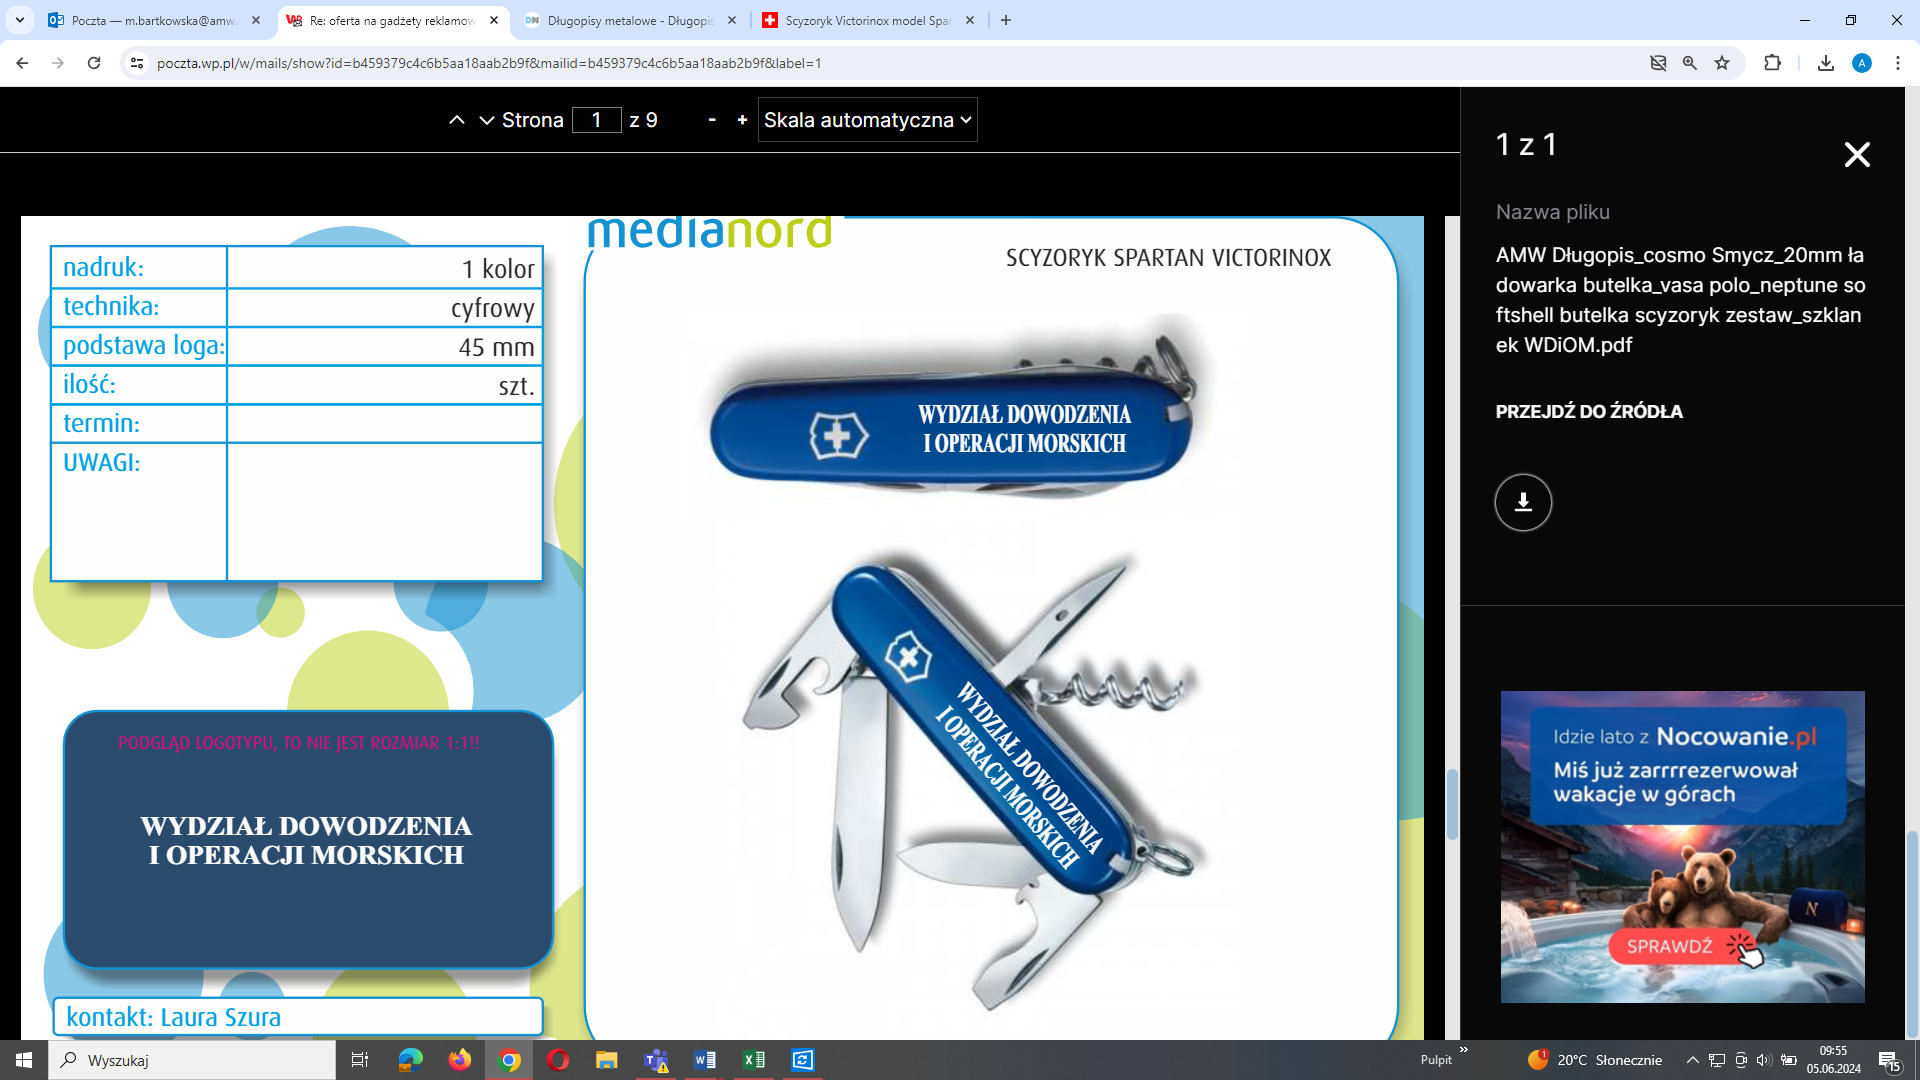 Poczta — m.bartkowska@amw.
Re: oferta na gadżety reklamow
Długopisy metalowe - Długopis
Scyzoryk Victorinox model Spar
poczta.wp.pl/w/mails/show?id=b459379c4c6b5aa18aab2b9f&mailid=b459379c4c6b5aa18aab2b9f&label=1
A
Strona 1 z 9 - + Skala automatyczna
1 z 1
Nazwa pliku
AMW Długopis_cosmo Smycz_20mm ła
dowarka butelka_vasa polo_neptune so
ftshell butelka scyzoryk zestaw_szklan
ek WDiOM.pdf
PRZEJDŹ DO ŹRÓDŁA
medianord
SCYZORYK SPARTAN VICTORINOX
nadruk: 1 kolor
technika: cyfrowy
podstawa loga: 45 mm
ilość: szt.
termin:
UWAGI:
WYDZIAŁ DOWODZENIA
I OPERACJI MORSKICH
WYDZIAŁ DOWODZENIA
I OPERACJI MORSKICH
PODGLĄD LOGOTYPU, TO NIE JEST ROZMIAR 1:1!!
WYDZIAŁ DOWODZENIA
I OPERACJI MORSKICH
kontakt: Laura Szura
Idzie lato z Nocowanie.pl
Miś już zarrrrezerwował
wakacje w górach
N
SPRAWDŹ
Wyszukaj
Pulpit
1
20°C Słonecznie
09:55
05.06.2024
15